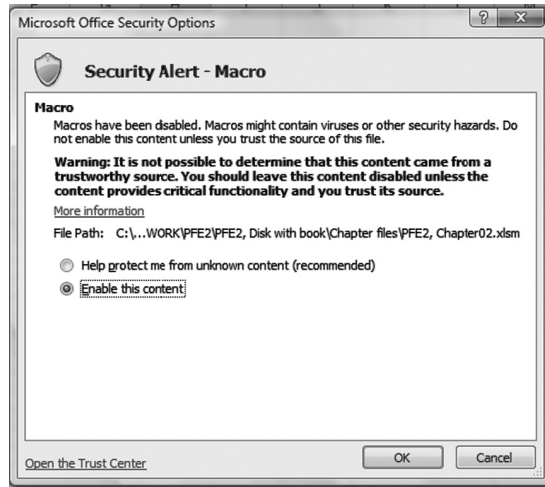 Microsoft Office Security Options
Security Alert - Macro
Macro
Macros have been disabled. Macros might contain viruses or other security hazards. Do
not enable this content unless you trust the source of this file.
Warning: It is not possible to determine that this content came from a
trustworthy source. You should leave this content disabled unless the
content provides critical functionality and you trust its source.
More information
File Path: C:\...WORK\PFE2\PFE2, Disk with book\Chapter files\PFE2, Chapter02.xlsm
Help protect me from unknown content (recommended)
Enable this content
Open the Trust Center
OK Cancel